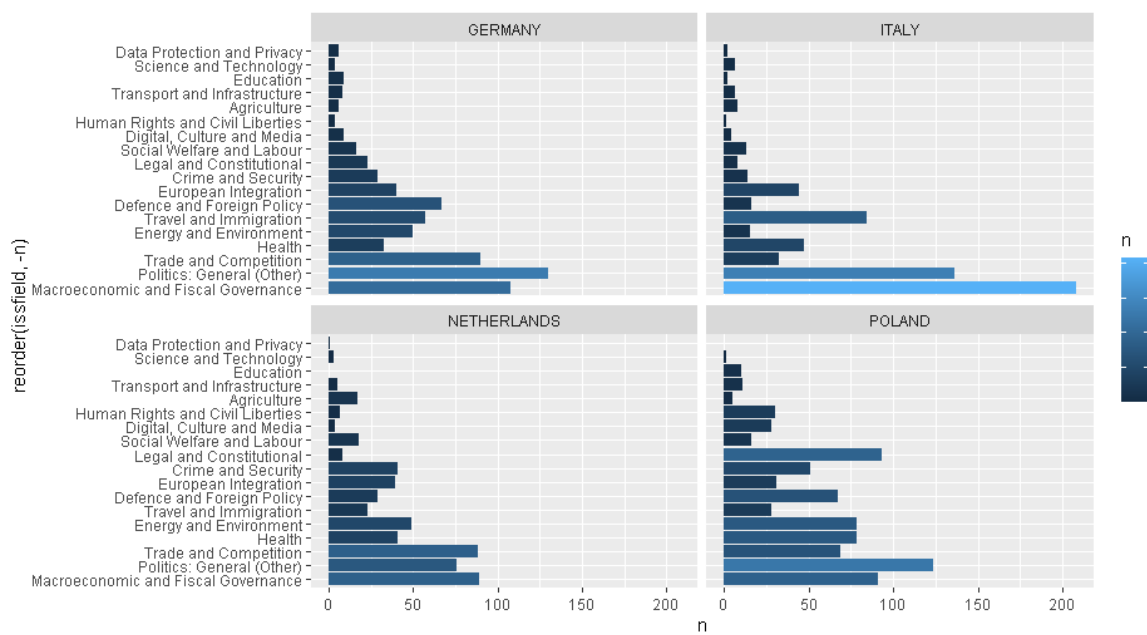 GERMANY
ITALY
Data Protection and Privacy
Science and Technology
Education
Transport and Infrastructure
Agriculture
Human Rights and Civil Liberties
Digital, Culture and Media
Social Welfare and Labour
Legal and Constitutional
Crime and Security
European Integration
Defence and Foreign Policy
Travel and Immigration
Energy and Environment
Health
Trade and Competition
Politics: General (Other)
Macroeconomic and Fiscal Governance
NETHERLANDS
POLAND
Data Protection and Privacy
Science and Technology
Education
Transport and Infrastructure
Agriculture
Human Rights and Civil Liberties
Digital, Culture and Media
Social Welfare and Labour
Legal and Constitutional
Crime and Security
European Integration
Defence and Foreign Policy
Travel and Immigration
Energy and Environment
Health
Trade and Competition
Politics: General (Other)
Macroeconomic and Fiscal Governance
0 50 100 150 200 0 50 100 150 200
n
reorder(issfield, -n)
n